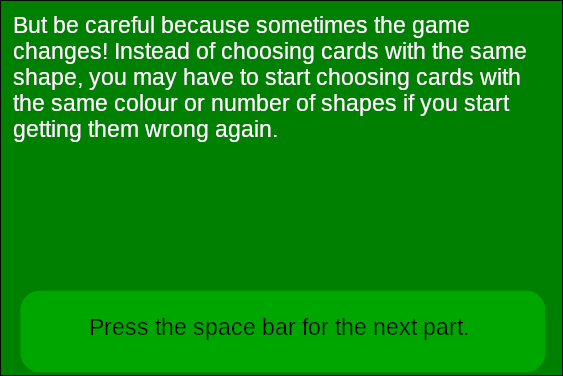 But be careful because sometimes the game
changes! Instead of choosing cards with the same
shape, you may have to start choosing cards with
the same colour or number of shapes if you start
getting them wrong again.
Press the space bar for the next part.